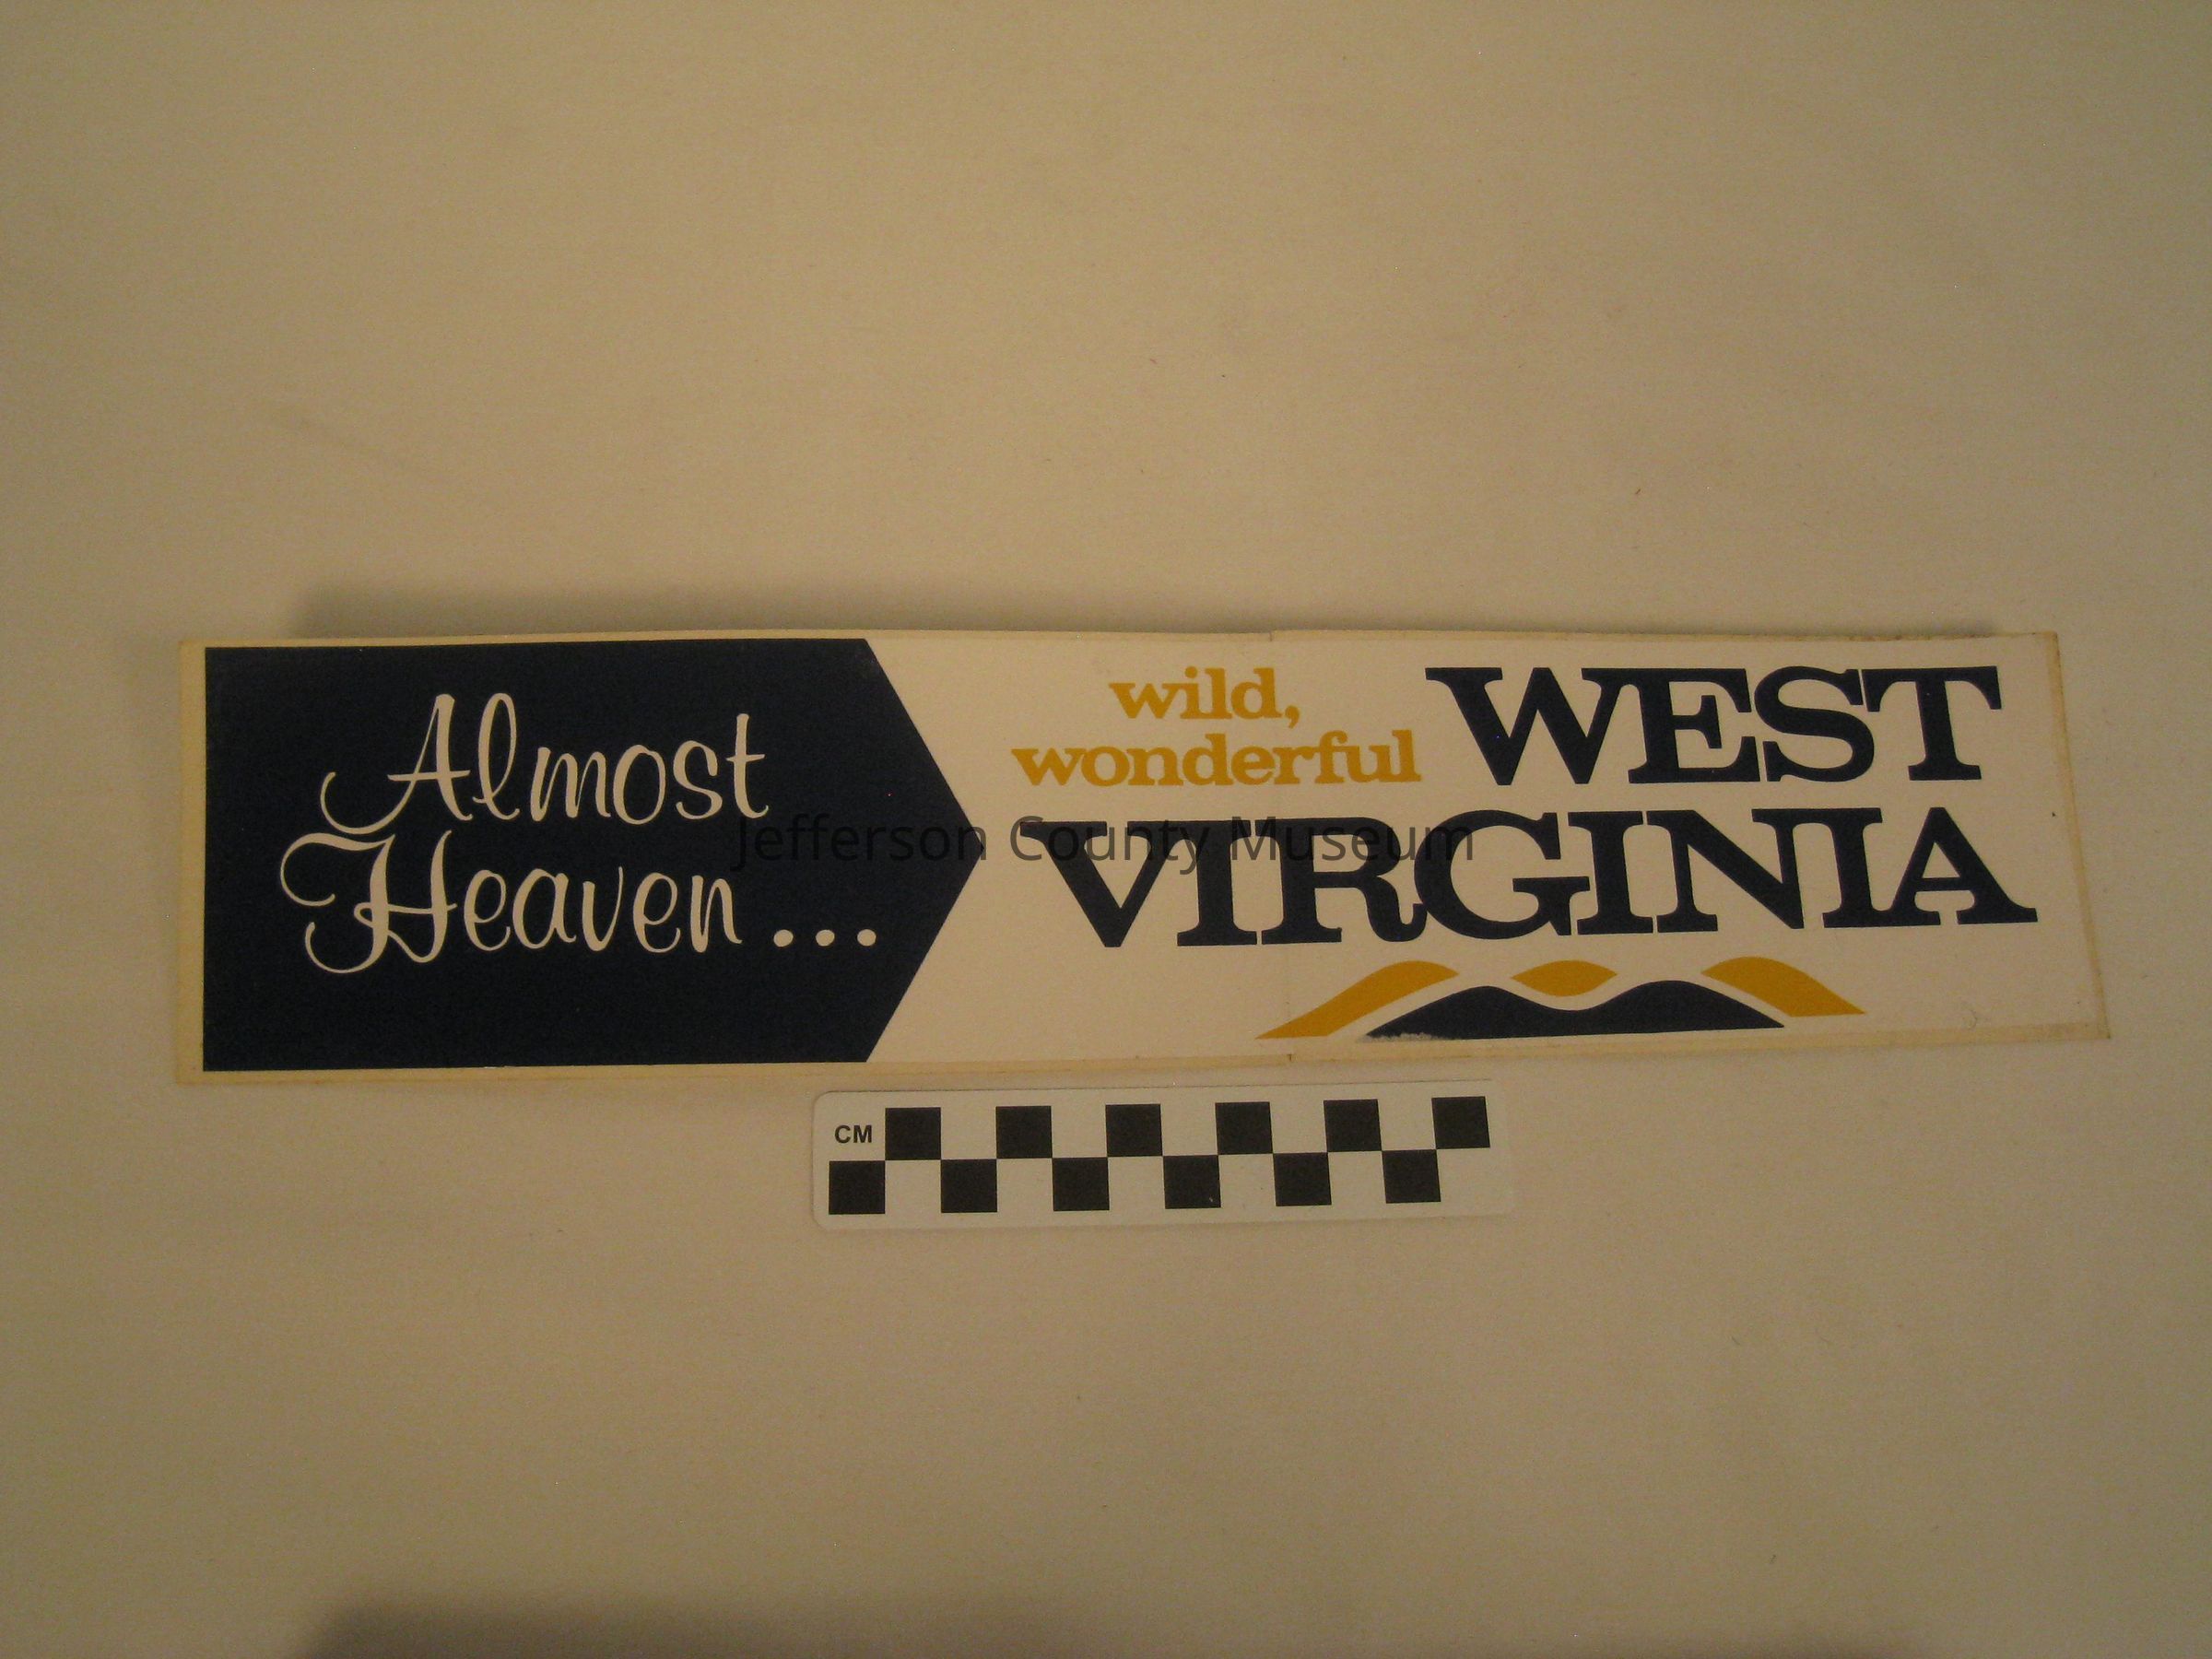 Almost
Heaven...
wild,
wonderful WEST
VIRGINIA
Jefferson County Museum
CM